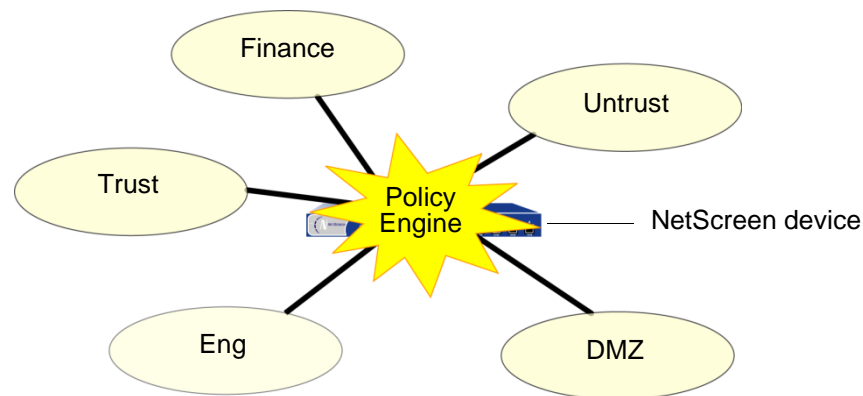 Finance
Untrust
Trust
Policy
Engine
NetScreen device
Eng
DMZ